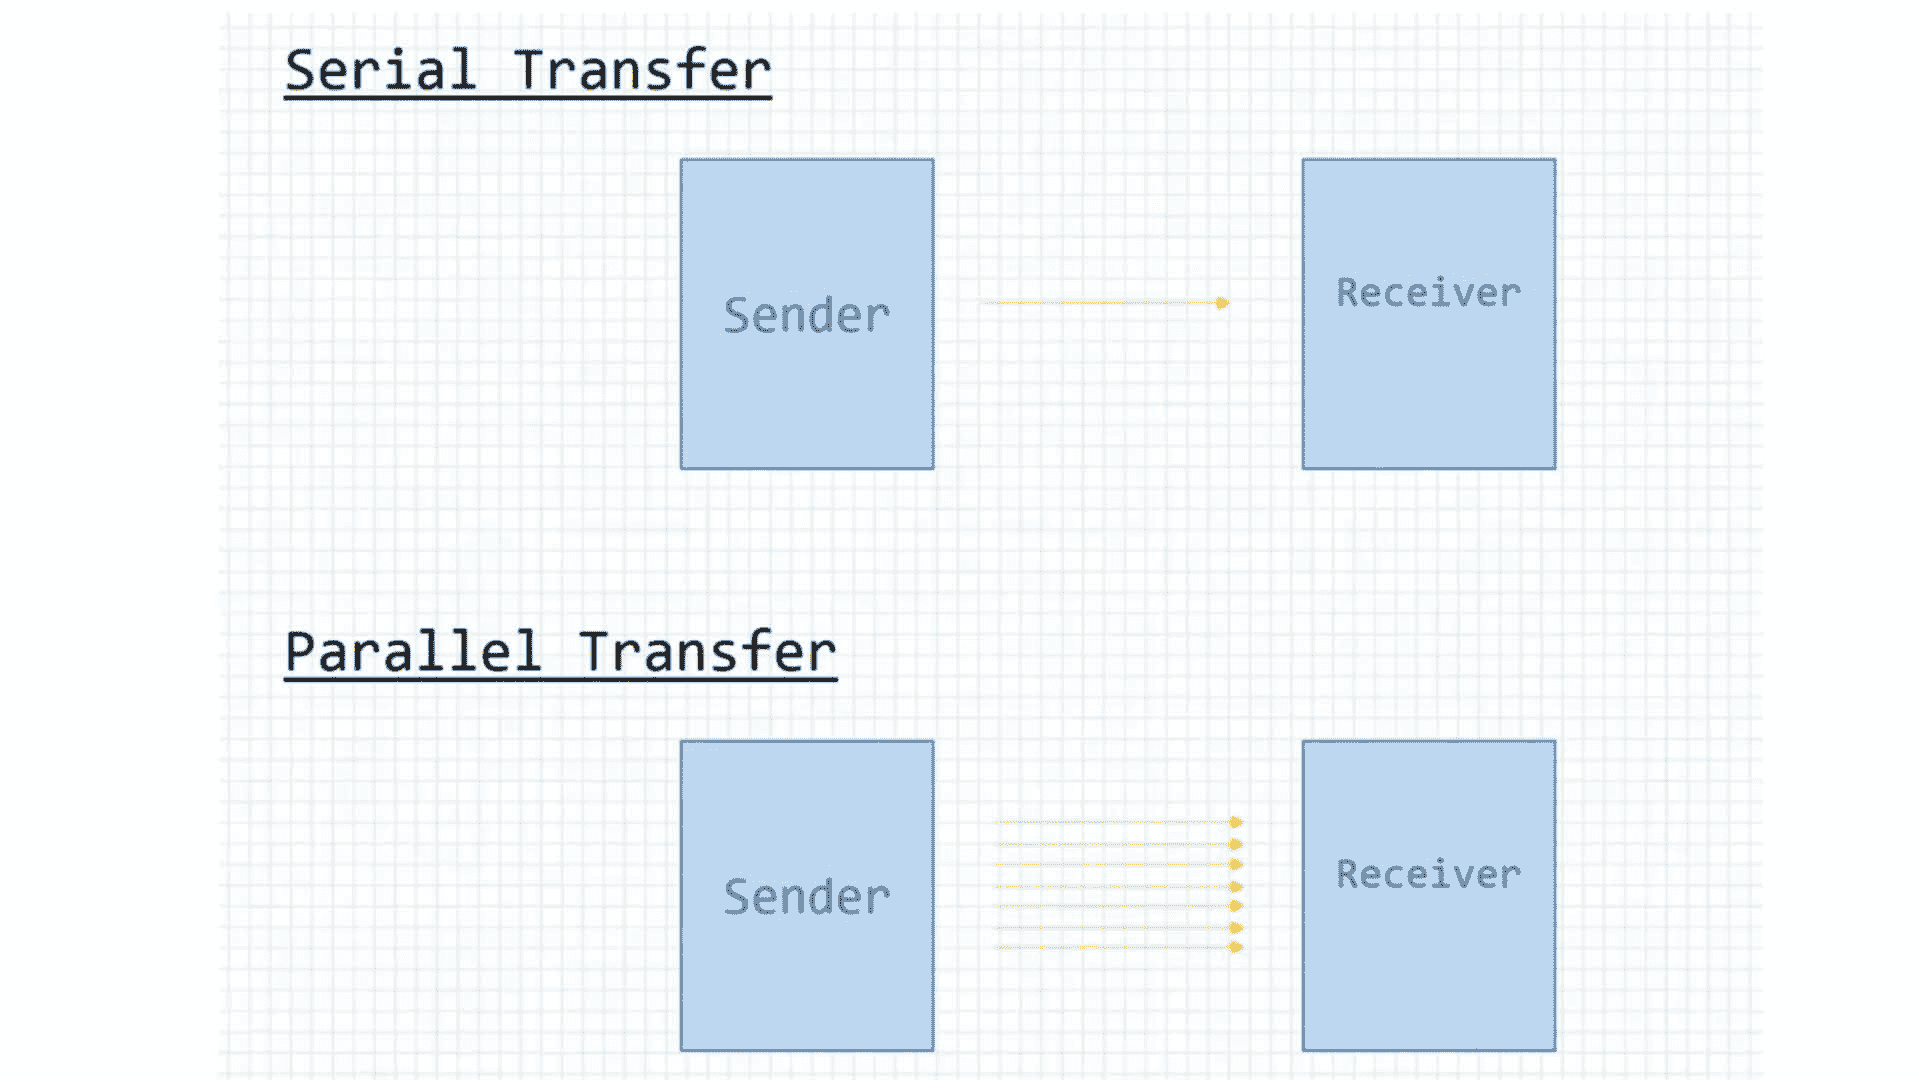 Serial Transfer
Sender
Receiver
Parallel Transfer
Sender
Receiver